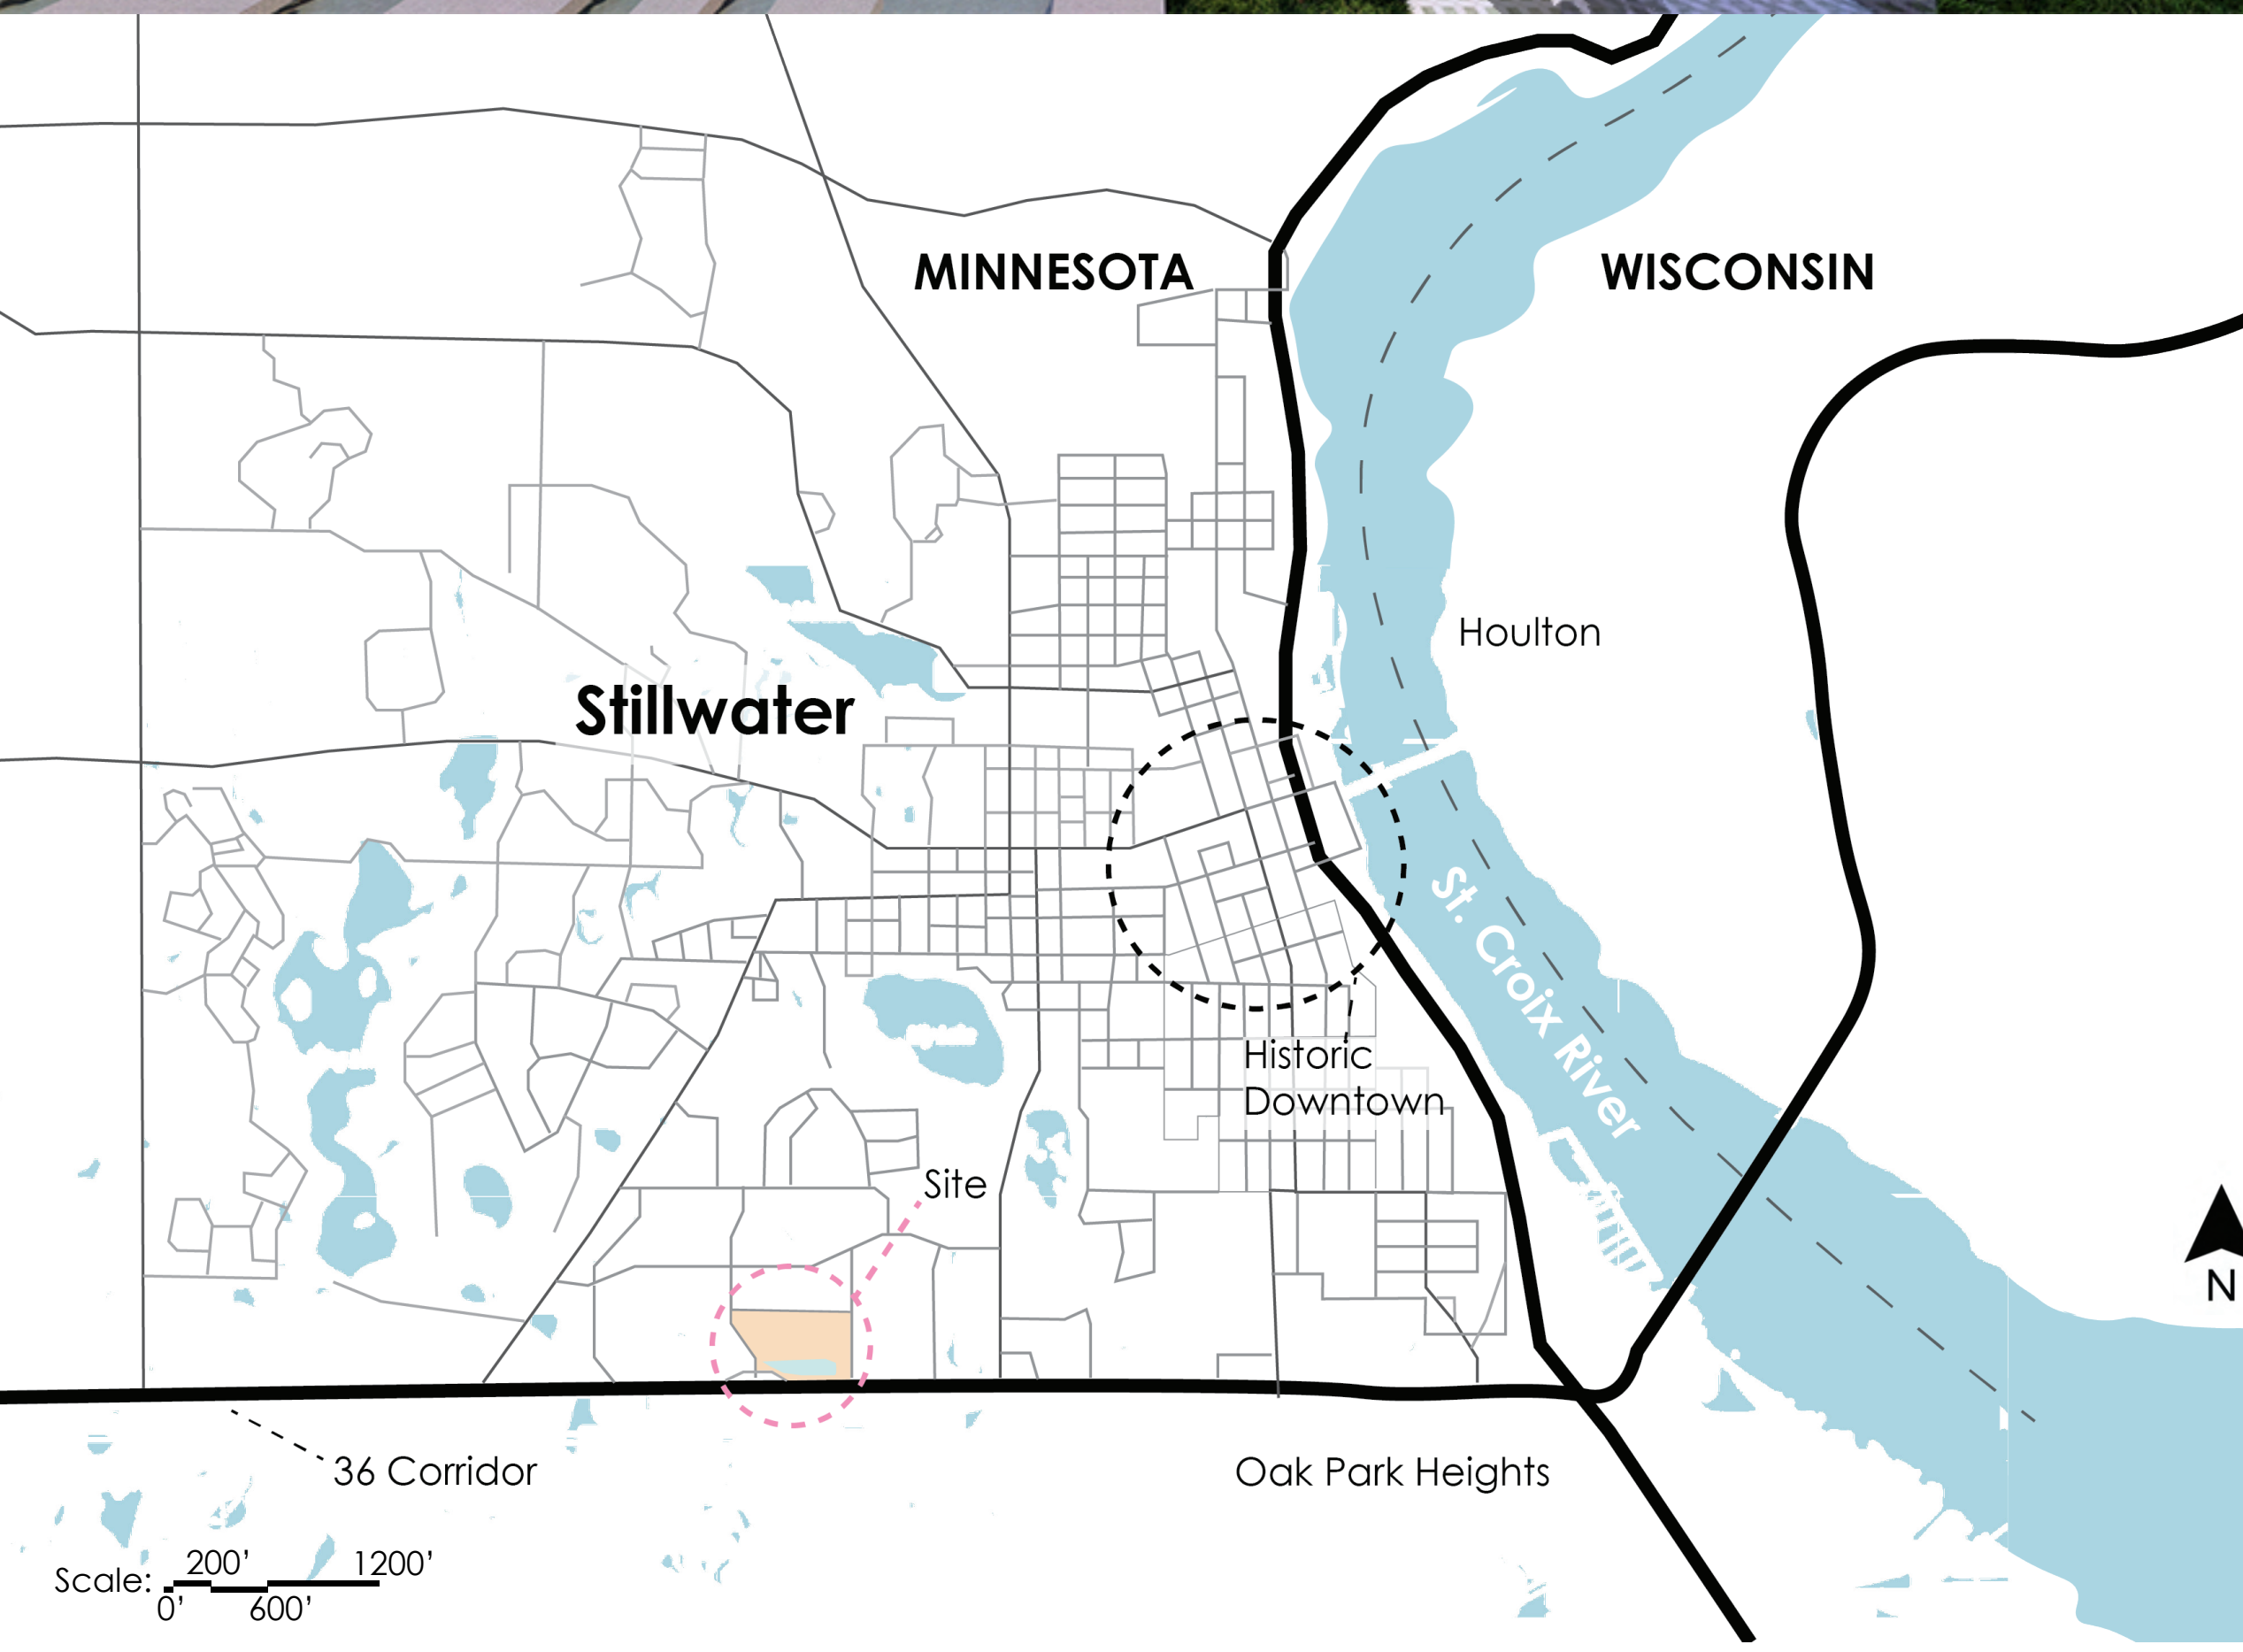 MINNESOTA
WISCONSIN
Houlton
Stillwater
St. Croix River
Historic
Downtown
Site
N
36 Corridor
Oak Park Heights
Scale:
200'
1200'
0'
600'